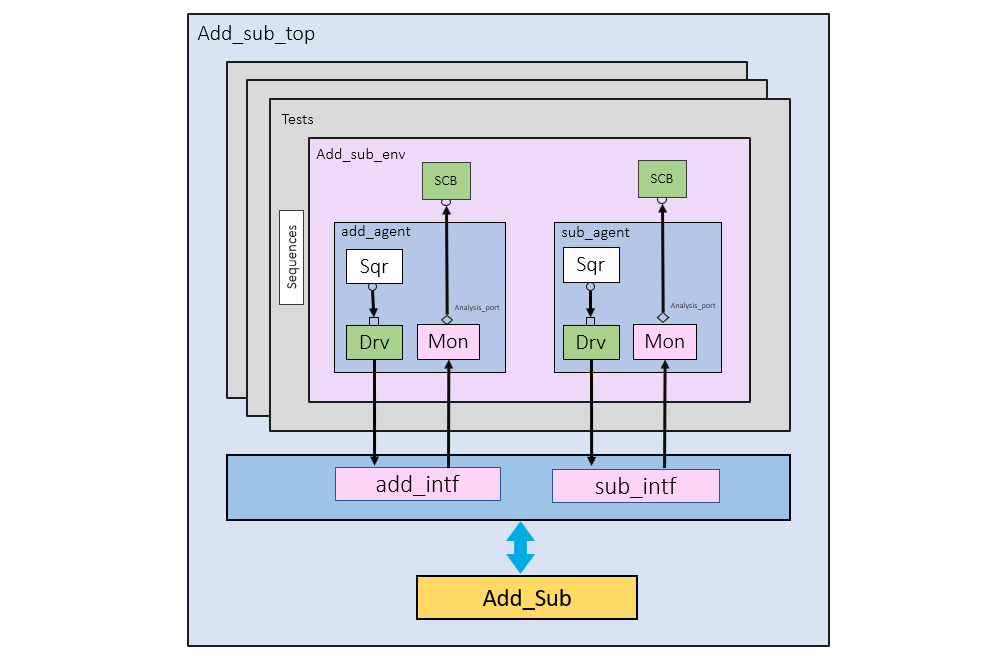 Add_sub_top
Tests
Add_sub_env
SCB
SCB
Sequences
add_agent
sub_agent
Sqr
Sqr
Analysis_port
Analysis_port
Drv
Mon
Drv
Mon
add_intf
sub_intf
Add_Sub